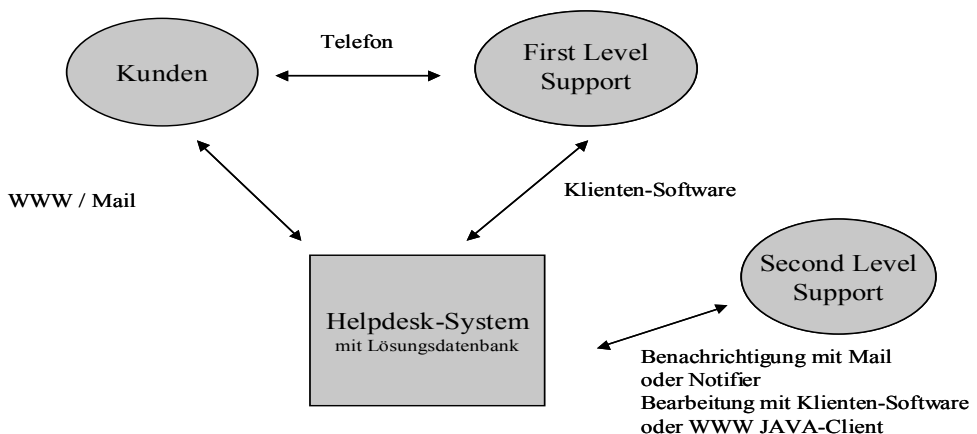 Telefon
Kunden
First Level
Support
WWW / Mail
Klienten-Software
Second Level
Support
Helpdesk-System
mit Lösungsdatenbank
Benachrichtigung mit Mail
oder Notifier
Bearbeitung mit Klienten-Software
oder WWW JAVA-Client